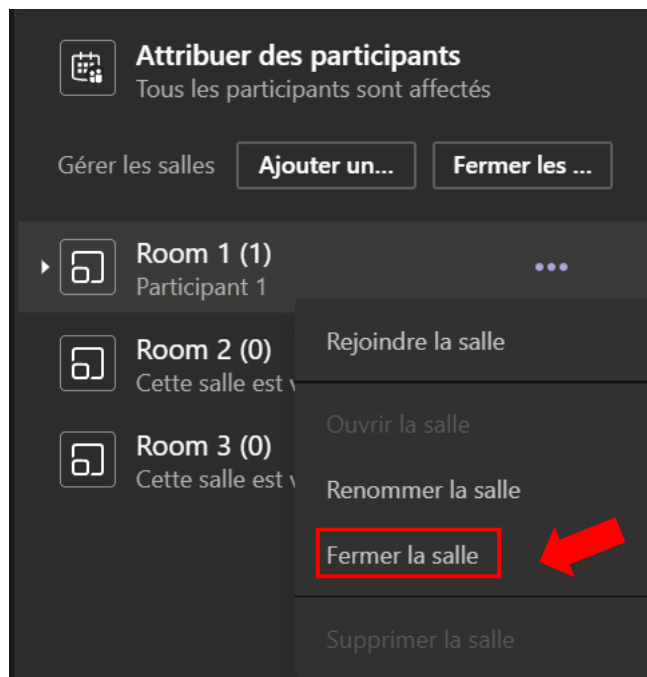 Attribuer des participants
Tous les participants sont affectés
Gérer les salles Ajouter un... Fermer les ...
Room 1 (1)
Participant 1
Rejoindre la salle
Room 2 (0)
Cette salle est
Ouvrir la salle
Room 3 (0)
Cette salle est
Renommer la salle
Fermer la salle
Supprimer la salle